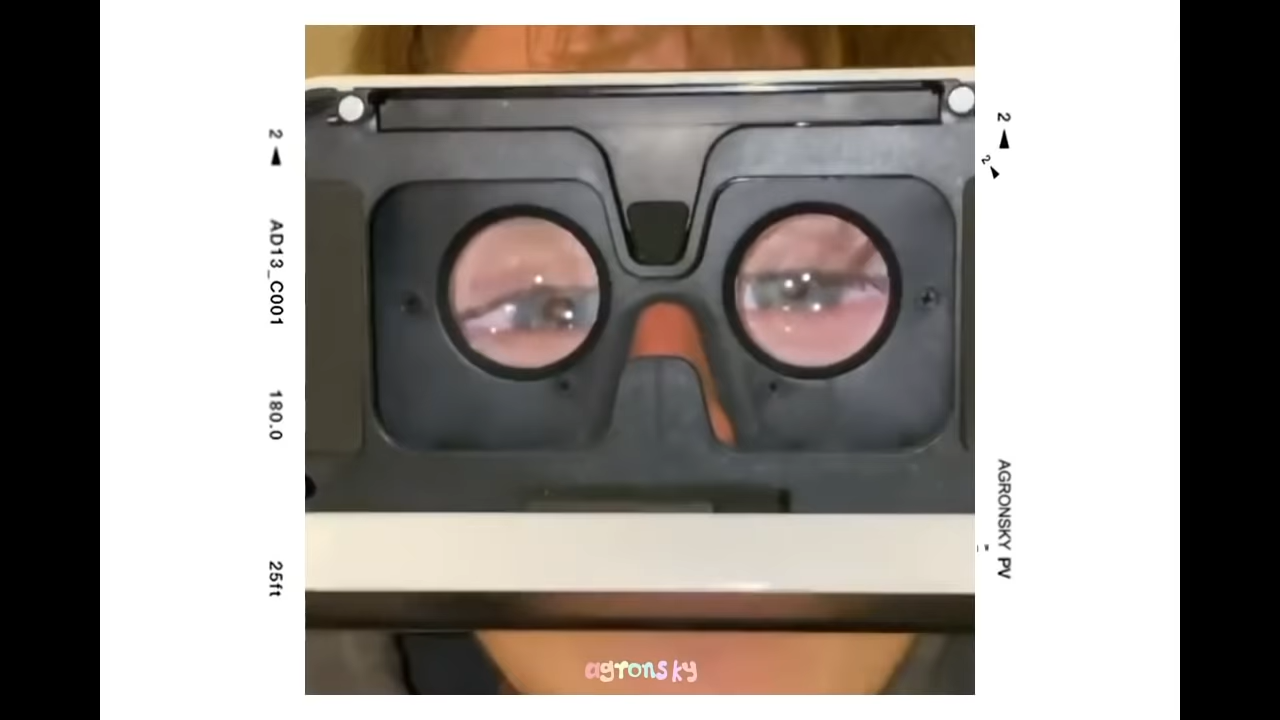 2
AD13_C001
180.0
25ft
2
2
AGRONSKY PV
agronsky